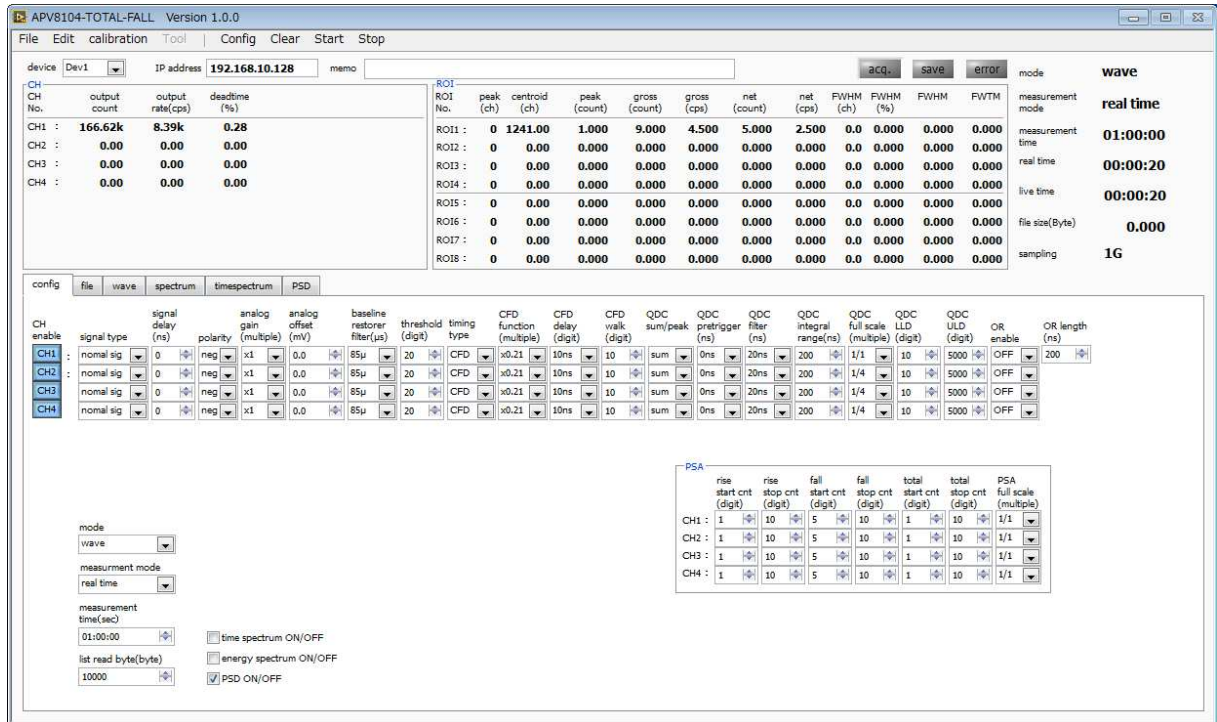 APV8104-TOTAL-FALL Version 1.0.0
File Edit calibration Tool | Config Clear Start Stop
device Dev1 IP address 192.168.10.128 memo acq. save error
mode wave
measurement mode real time
measurement time 01:00:00
real time 00:00:20
live time 00:00:20
file size(Byte) 0.000
sampling 1G
CH
CH No. output count output rate(cps) deadtime (%)
CH1 : 166.62k 8.39k 0.28
CH2 : 0.00 0.00 0.00
CH3 : 0.00 0.00 0.00
CH4 : 0.00 0.00 0.00
ROI
ROI No. peak (ch) centroid (ch) peak (count) gross (count) gross (cps) net (count) net (cps) FWHM (ch) FWHM (%) FWHM FWTM
ROI1 : 0 1241.00 1.000 9.000 4.500 5.000 2.500 0.0 0.000 0.000 0.000
ROI2 : 0 0.00 0.000 0.000 0.000 0.000 0.000 0.0 0.000 0.000 0.000
ROI3 : 0 0.00 0.000 0.000 0.000 0.000 0.000 0.0 0.000 0.000 0.000
ROI4 : 0 0.00 0.000 0.000 0.000 0.000 0.000 0.0 0.000 0.000 0.000
ROI5 : 0 0.00 0.000 0.000 0.000 0.000 0.000 0.0 0.000 0.000 0.000
ROI6 : 0 0.00 0.000 0.000 0.000 0.000 0.000 0.0 0.000 0.000 0.000
ROI7 : 0 0.00 0.000 0.000 0.000 0.000 0.000 0.0 0.000 0.000 0.000
ROI8 : 0 0.00 0.000 0.000 0.000 0.000 0.000 0.0 0.000 0.000 0.000
config file wave spectrum timespectrum PSD
CH enable signal type signal delay (ns) polarity analog gain (multiple) analog offset (mV) baseline restorer filter(μs) threshold (digit) timing type CFD function (multiple) CFD delay (digit) CFD walk (digit) QDC sum/peak QDC pretrigger (ns) QDC filter (ns) QDC integral range(ns) QDC full scale (multiple) QDC LLD (digit) QDC ULD (digit) OR enable OR length (ns)
CH1 : nomal sig 0 neg x1 0.0 85μ 20 CFD x0.21 10ns 10 sum 0ns 20ns 200 1/1 10 5000 OFF 200
CH2 : nomal sig 0 neg x1 0.0 85μ 20 CFD x0.21 10ns 10 sum 0ns 20ns 200 1/4 10 5000 OFF
CH3 nomal sig 0 neg x1 0.0 85μ 20 CFD x0.21 10ns 10 sum 0ns 20ns 200 1/4 10 5000 OFF
CH4 nomal sig 0 neg x1 0.0 85μ 20 CFD x0.21 10ns 10 sum 0ns 20ns 200 1/4 10 5000 OFF
PSA
rise start cnt (digit) rise stop cnt (digit) fall start cnt (digit) fall stop cnt (digit) total start cnt (digit) total stop cnt (digit) PSA full scale (multiple)
CH1 : 1 10 5 10 1 10 1/1
CH2 : 1 10 5 10 1 10 1/1
CH3 : 1 10 5 10 1 10 1/1
CH4 : 1 10 5 10 1 10 1/1
mode
wave
measurment mode
real time
measurement
time(sec)
01:00:00 time spectrum ON/OFF
list read byte(byte) energy spectrum ON/OFF
10000 PSD ON/OFF